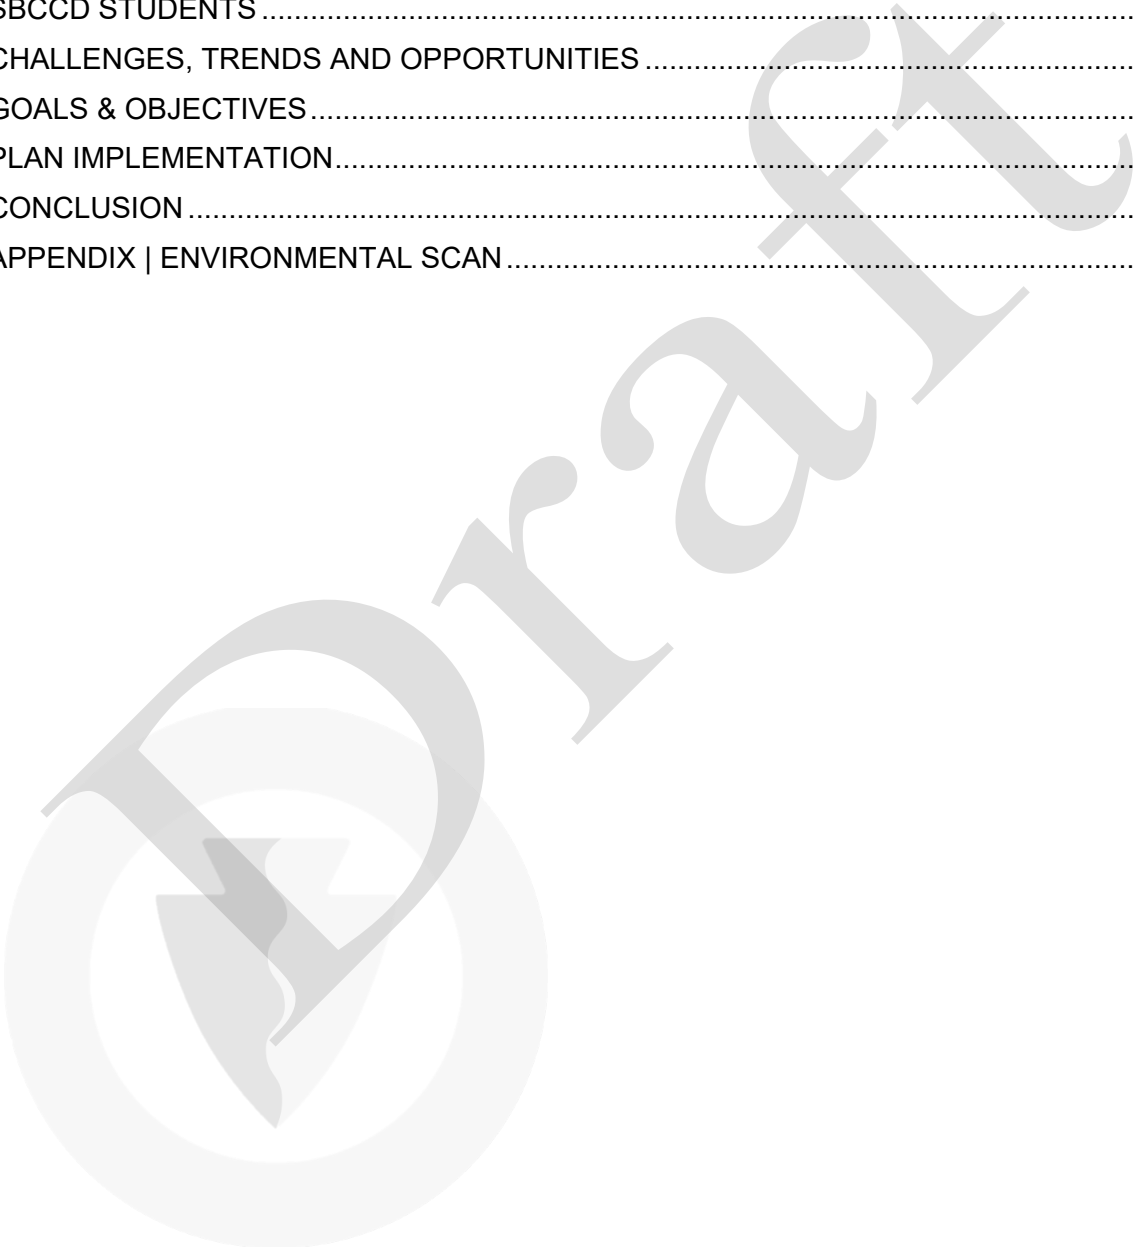 SBCCD STUDENTS ....................................................................................................
CHALLENGES, TRENDS AND OPPORTUNITIES ....................................................
GOALS & OBJECTIVES ..............................................................................................
PLAN IMPLEMENTATION ...........................................................................................
CONCLUSION .............................................................................................................
APPENDIX | ENVIRONMENTAL SCAN ......................................................................
Draft